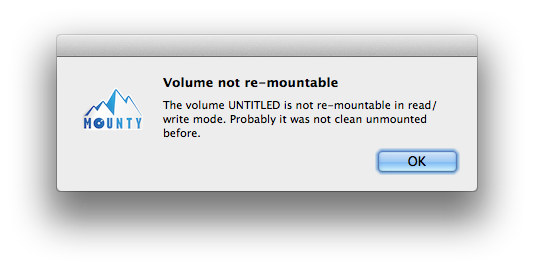 Volume not re-mountable
MOUNTY
The volume UNTITLED is not re-mountable in read/
write mode. Probably it was not clean unmounted
before.
OK